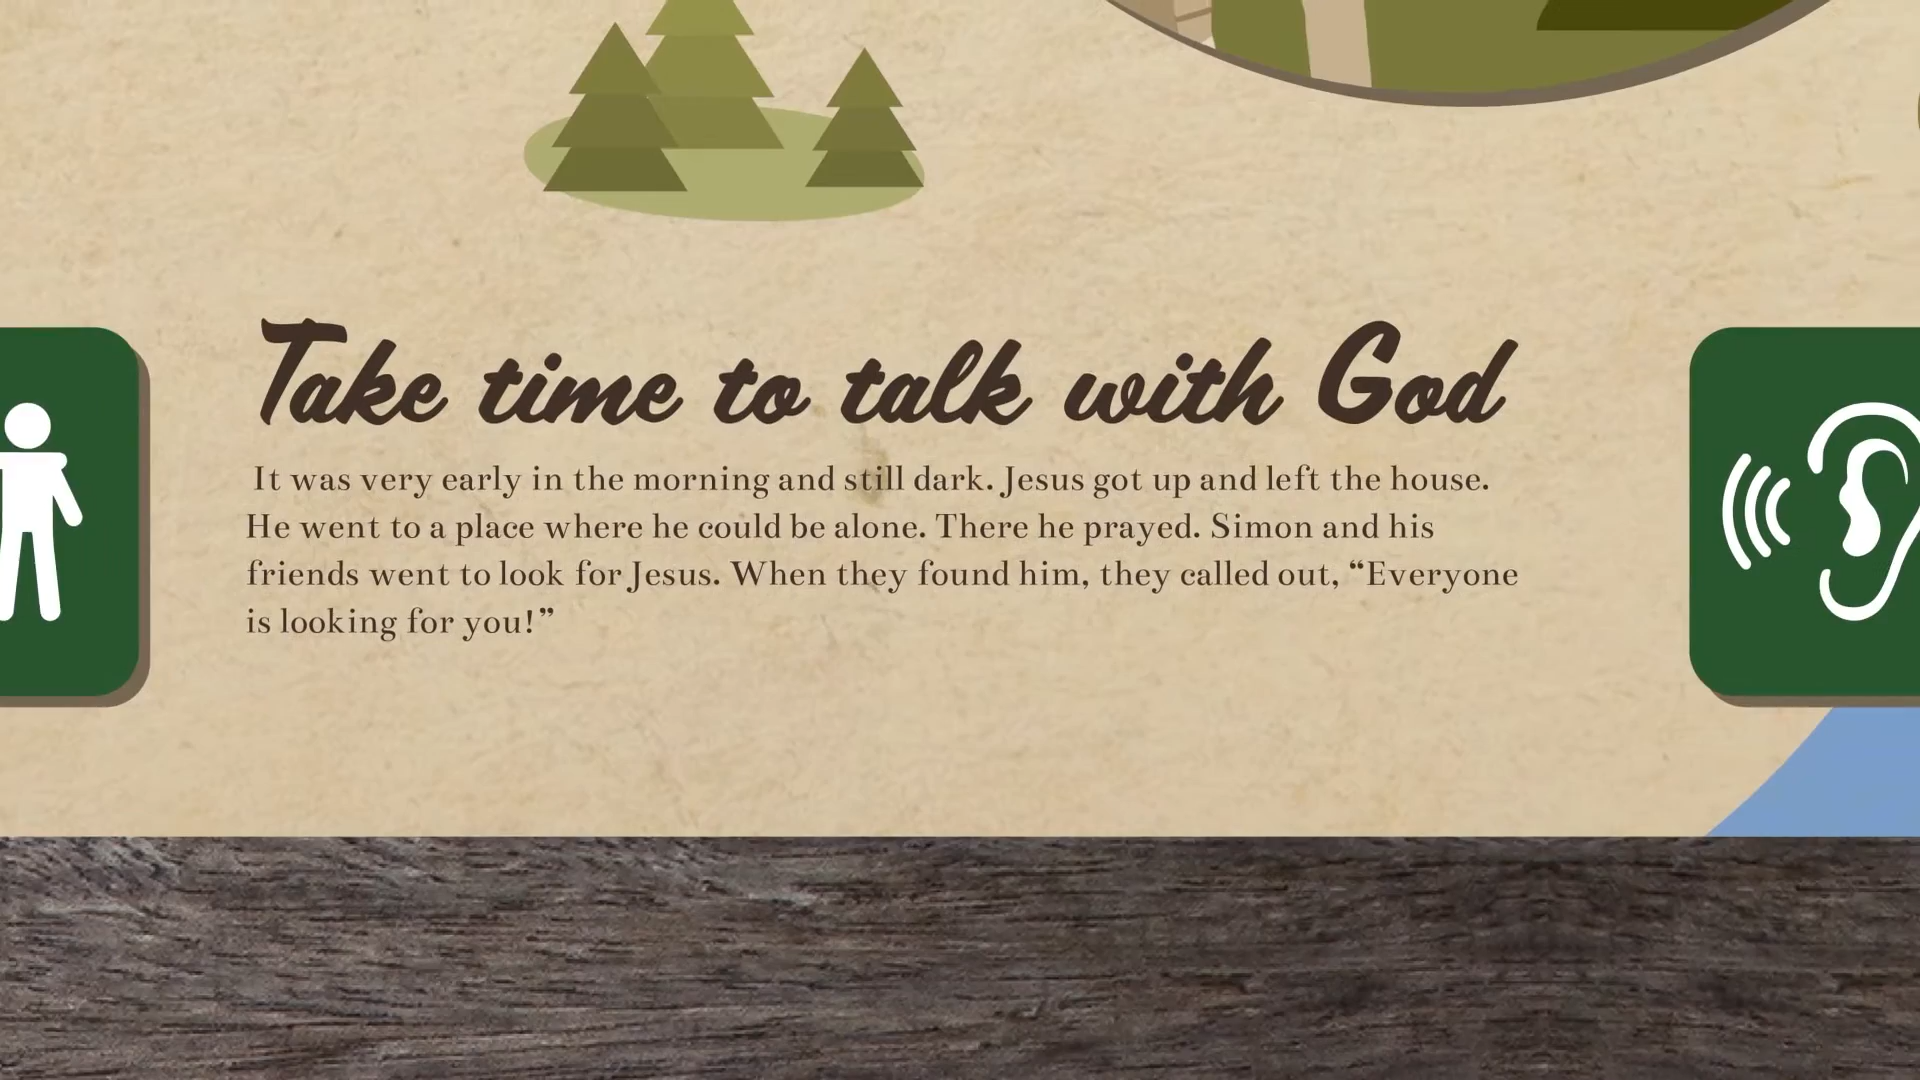 Take time to talk with God
It was very early in the morning and still dark. Jesus got up and left the house.
He went to a place where he could be alone. There he prayed. Simon and his
friends went to look for Jesus. When they found him, they called out, “Everyone
is looking for you!”